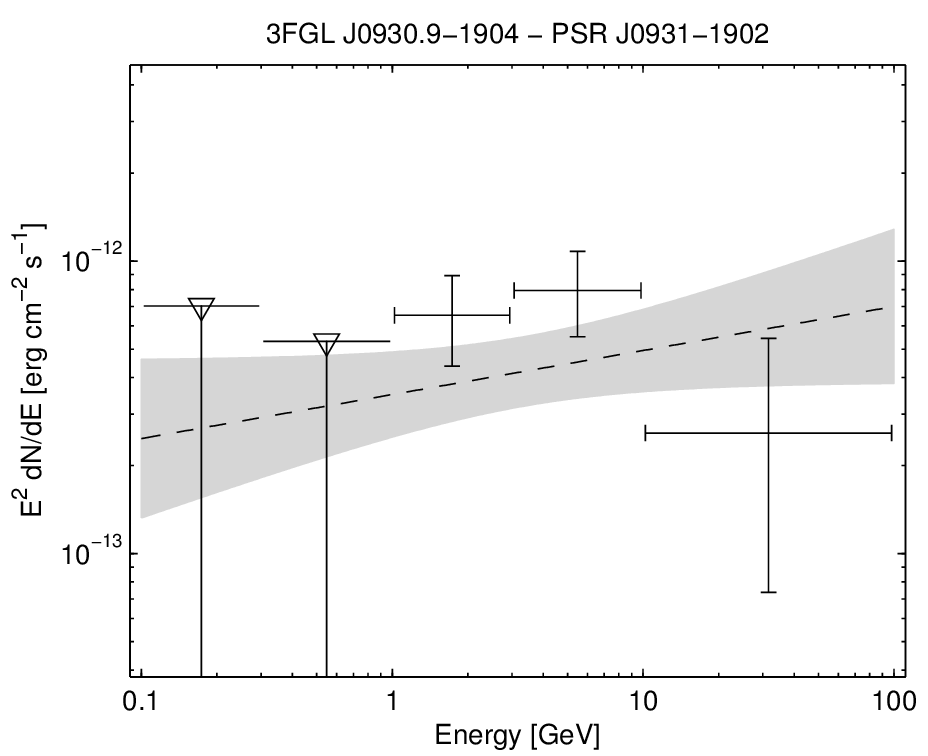 3FGL J0930.9−1904 − PSR J0931−1902
E² dN/dE [erg cm⁻² s⁻¹]
10⁻¹²
10⁻¹³
0.1 1 10 100
Energy [GeV]